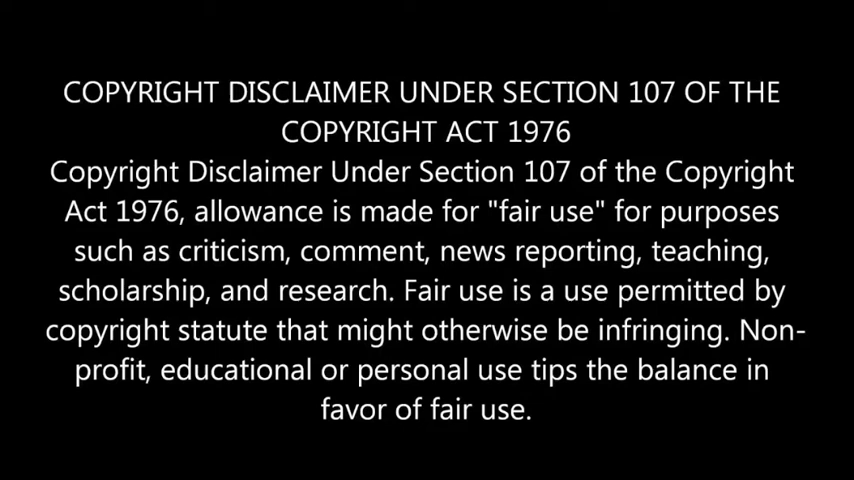 COPYRIGHT DISCLAIMER UNDER SECTION 107 OF THE
COPYRIGHT ACT 1976
Copyright Disclaimer Under Section 107 of the Copyright
Act 1976, allowance is made for "fair use" for purposes
such as criticism, comment, news reporting, teaching,
scholarship, and research. Fair use is a use permitted by
copyright statute that might otherwise be infringing. Non-
profit, educational or personal use tips the balance in
favor of fair use.